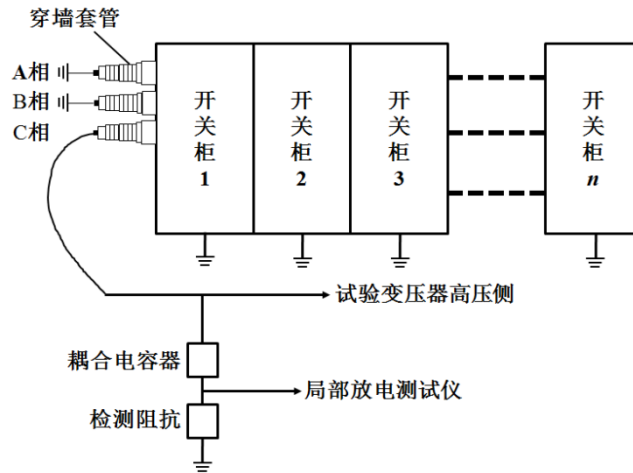 穿墙套管
A相
B相
C相
开关柜1
开关柜2
开关柜3
开关柜n
试验变压器高压侧
耦合电容器
局部放电测试仪
检测阻抗